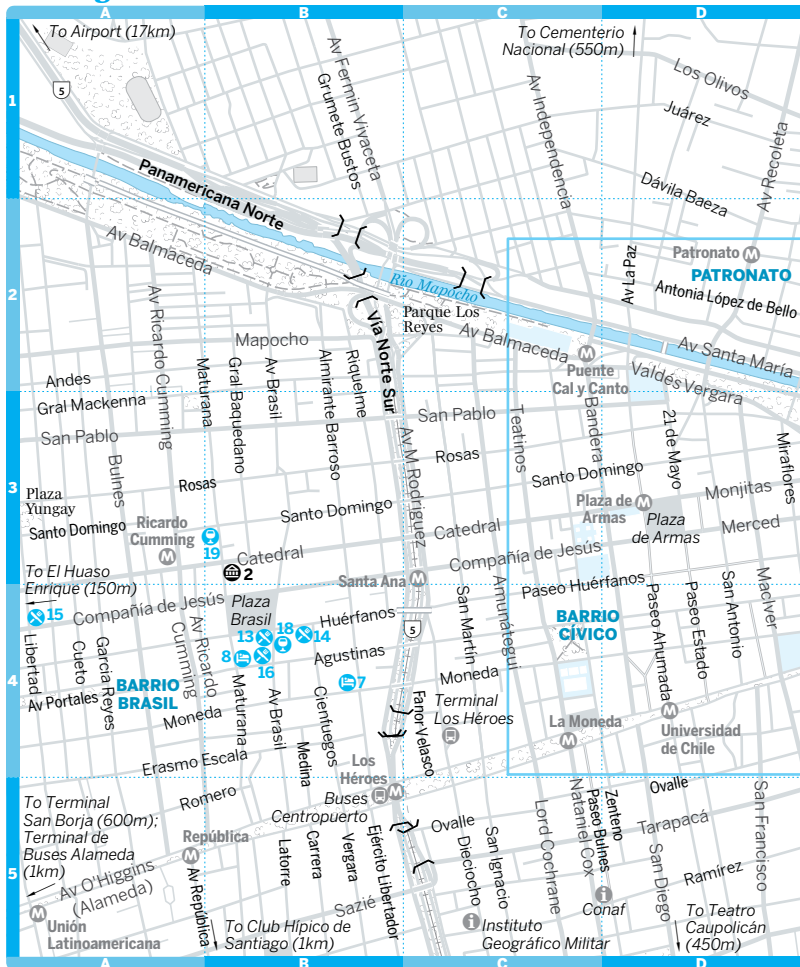 A
B
C
D
To Airport (17km)
To Cementerio
Nacional (550m)
5
1
Av Fermin Vivaceta
Grumete Bustos
Av Independencia
Los Olivos
Juárez
Av Recoleta
Dávila Baeza
Panamericana Norte
Av Balmaceda
2
Río Mapocho
Av La Paz
Patronato
M
PATRONATO
Antonia López de Bello
Parque Los
Reyes
Av Balmaceda
Av Santa María
M
Puente
Cal y Canto
Valdés Vergara
Av Ricardo Cumming
Mapocho
Vía Norte Sur
Andes
Gral Mackenna
San Pablo
Maturana
Gral Baquedano
Av Brasil
Almirante Barroso
Riquelme
San Pablo
Teatinos
Bandera
21 de Mayo
Miraflores
3
Bulnes
Rosas
Av M Rodriguez
Rosas
Santo Domingo
Plaza
Yungay
Santo Domingo
Ricardo
Cumming
M
19
Santo Domingo
Catedral
2
Catedral
Plaza de
Armas
M
Plaza
de Armas
Monjitas
Merced
Compañía de Jesús
To El Huaso
Enrique (150m)
15
Compañía de Jesús
Santa Ana
M
Paseo Huérfanos
Plaza
Brasil
Huérfanos
13
18
14
8
16
Agustinas
7
5
San Martín
Amunátegui
BARRIO
CÍVICO
Paseo Ahumada
Paseo Estado
San Antonio
MacIver
4
Libertad
Cueto
García Reyes
Av Ricardo
Cumming
Av Portales
BARRIO
BRASIL
Maturana
Av Brasil
Cienfuegos
Moneda
Moneda
Fanor Velasco
Terminal
Los Héroes
La Moneda
M
M
Universidad
de Chile
Erasmo Escala
Medina
Los
Héroes
M
Buses
Centropuerto
Romero
To Terminal
San Borja (600m);
Terminal de
Buses Alameda
(1km)
República
M
Av República
Latorre
Carrera
Vergara
Ejército Libertador
Ovalle
Dieciocho
San Ignacio
Lord Cochrane
Nataniel Cox
Paseo Bulnes
Zenteno
Ovalle
Tarapacá
San Diego
San Francisco
Ramírez
5
Av O'Higgins
(Alameda)
M
Unión
Latinoamericana
Sazié
To Club Hípico de
Santiago (1km)
i
Instituto
Geográfico Militar
i
Conaf
To Teatro
Caupolicán
(450m)
A
B
C
D